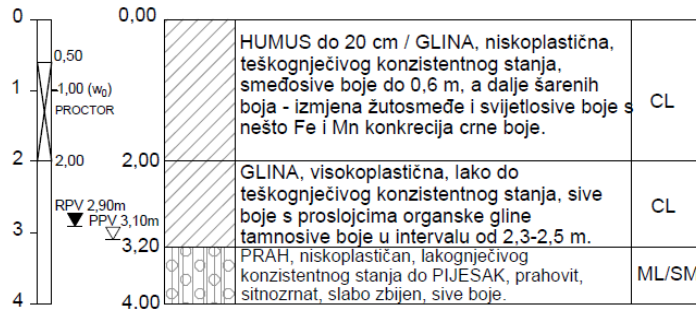 0
0,00
0,50
1
1,00 (w0)
PROCTOR
HUMUS do 20 cm / GLINA, niskoplastična,
teškognječivog konzistentnog stanja,
smeđosive boje do 0,6 m, a dalje šarenih
boja - izmjena žutosmeđe i svijetlosive boje s
nešto Fe i Mn konkrecija crne boje.
CL
2
2,00
2,00
GLINA, visokoplastična, lako do
teškognječivog konzistentnog stanja, sive
boje s proslojcima organske gline
tamnosive boje u intervalu od 2,3-2,5 m.
CL
RPV 2,90m
PPV 3,10m
3
3,20
PRAH, niskoplastičan, lakognječivog
konzistentnog stanja do PIJESAK, prahovit,
sitnozrnat, slabo zbijen, sive boje.
ML/SM
4
4,00